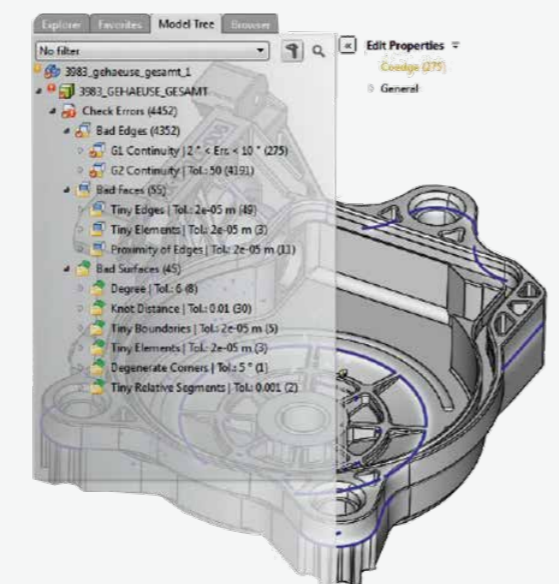 Explorer Favorites Model Tree Browser
No filter
« Edit Properties
Coedge (275)
General
3983_gehaeuse_gesamt_1
3983_GEHAEUSE_GESAMT
Check Errors (4452)
Bad Edges (4352)
G1 Continuity | 2 ° < Err. < 10 ° (275)
G2 Continuity | Tol.: 50 (4191)
Bad faces (55)
Tiny Edges | Tol.: 2e-05 m (49)
Tiny Elements | Tol.: 2e-05 m (3)
Proximity of Edges | Tol.: 2e-05 m (11)
Bad Surfaces (45)
Degree | Tol.: 6 (8)
Knot Distance | Tol.: 0.01 (30)
Tiny Boundaries | Tol.: 2e-05 m (5)
Tiny Elements | Tol.: 2e-05 m (3)
Degenerate Corners | Tol.: 5 ° (1)
Tiny Relative Segments | Tol.: 0.001 (2)